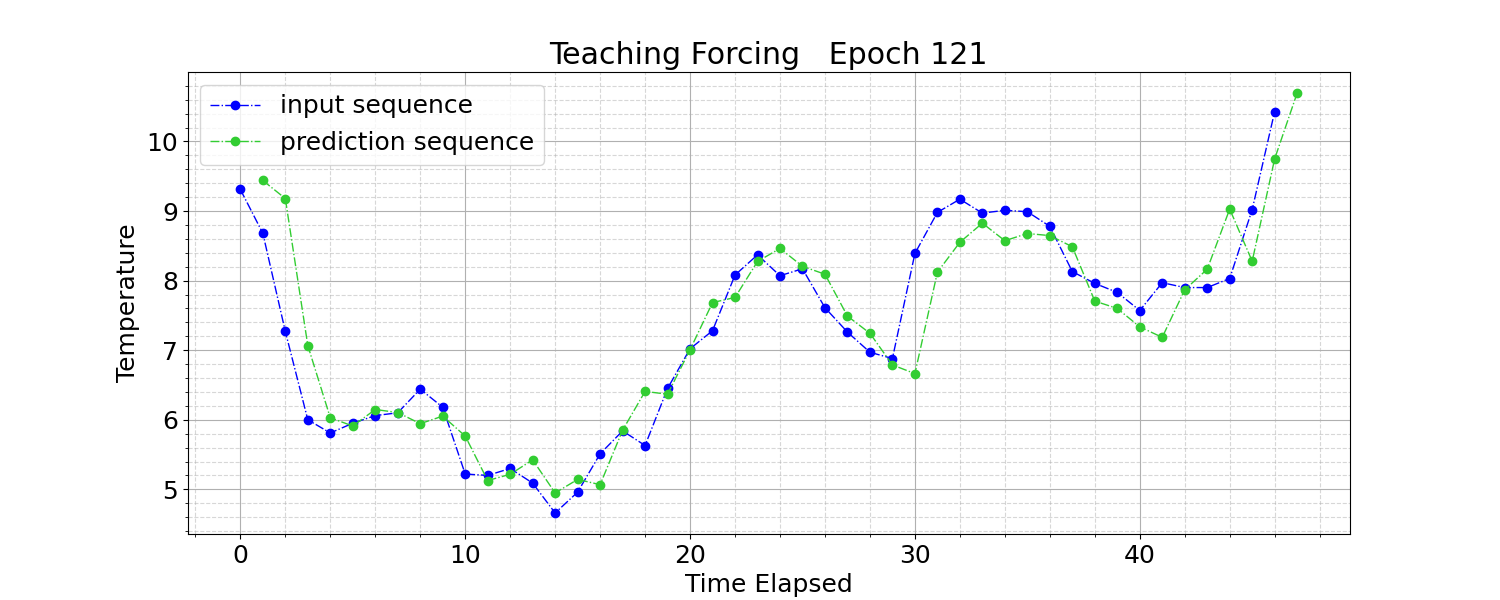 Teaching Forcing   Epoch 121
input sequence
prediction sequence
10
9
8
7
6
5
Temperature
0 10 20 30 40
Time Elapsed